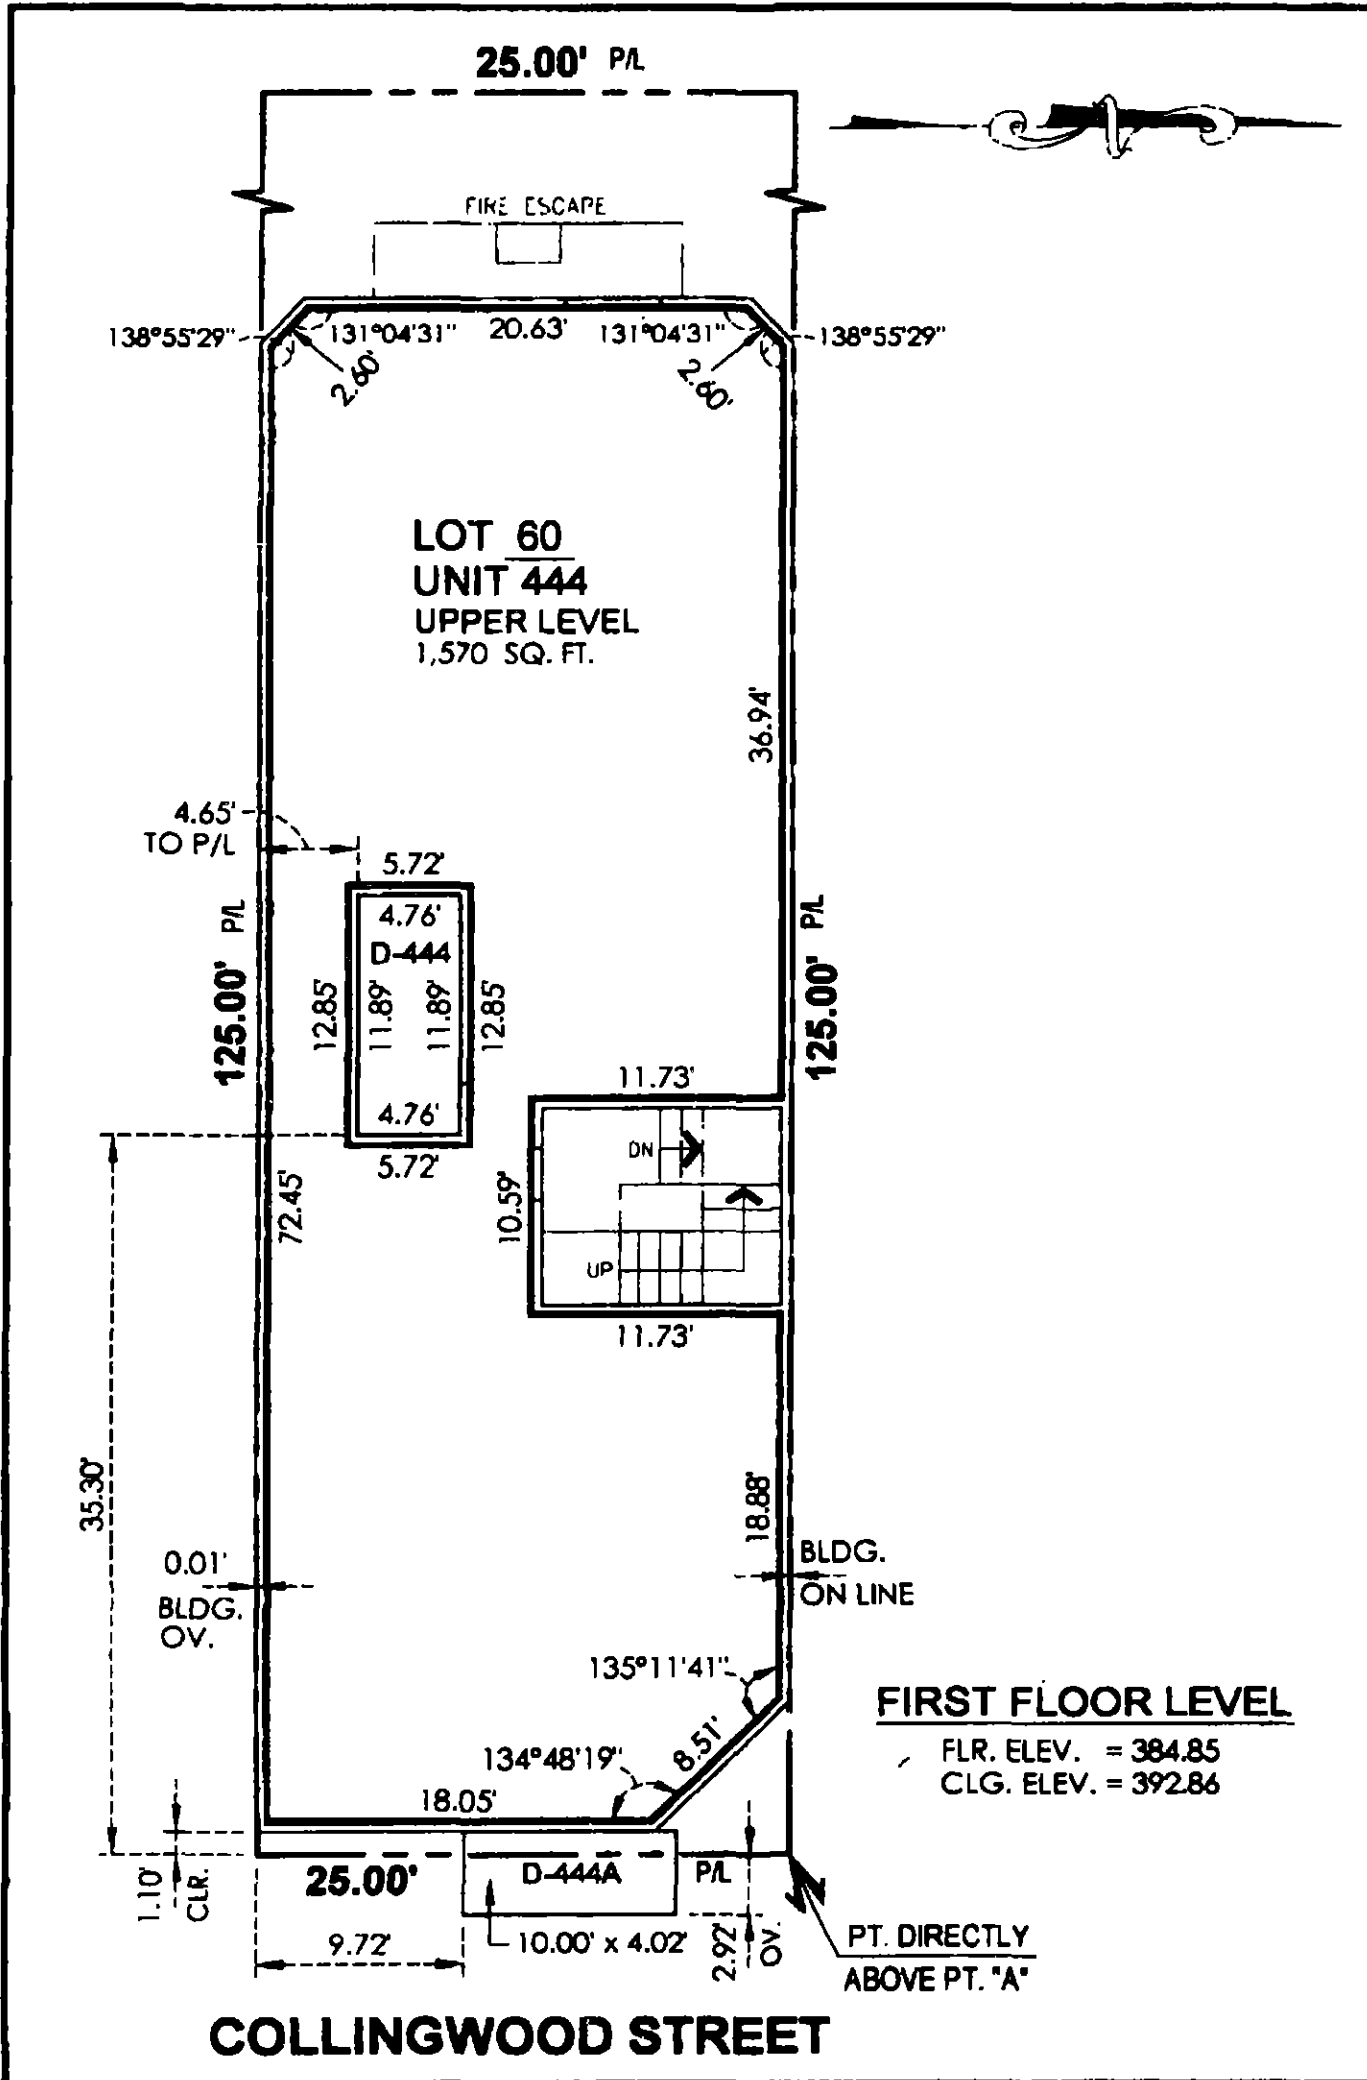 25.00' P/L
FIRE ESCAPE
138°55'29"
131°04'31"
20.63'
131°04'31"
138°55'29"
2.60'
2.60'
LOT 60
UNIT 444
UPPER LEVEL
1,570 SQ. FT.
36.94'
4.65'
TO P/L
5.72'
4.76'
D-444
125.00' P/L
12.85'
11.89'
11.89'
12.85'
125.00' P/L
4.76'
5.72'
11.73'
DN
72.45'
10.59'
UP
11.73'
35.30'
18.88'
0.01'
BLDG.
OV.
BLDG.
ON LINE
135°11'41"
8.51'
134°48'19"
18.05'
FIRST FLOOR LEVEL
FLR. ELEV. = 384.85
CLG. ELEV. = 392.86
1.10'
CLR.
25.00'
D-444A
P/L
9.72'
10.00' x 4.02'
2.92'
OV.
PT. DIRECTLY
ABOVE PT. "A"
COLLINGWOOD STREET